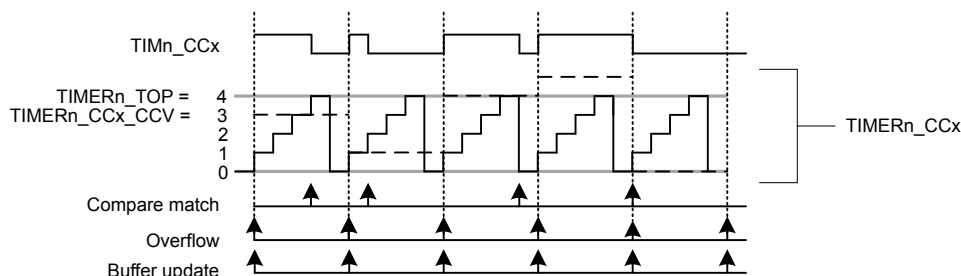 TIMn_CCx
TIMERn_TOP = 4
TIMERn_CCx_CCV = 3
2
1
0
TIMERn_CCx
Compare match
Overflow
Buffer update